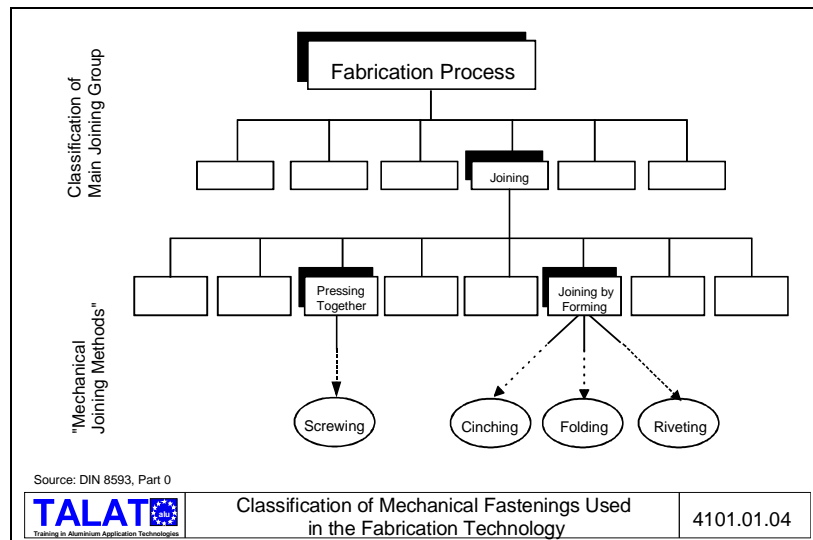 Classification of
Main Joining Group
Fabrication Process
Joining
"Mechanical
Joining Methods"
Pressing
Together
Joining by
Forming
Screwing
Cinching
Folding
Riveting
Source: DIN 8593, Part 0
TALAT
alu
Training in Aluminium Application Technologies
Classification of Mechanical Fastenings Used
in the Fabrication Technology
4101.01.04